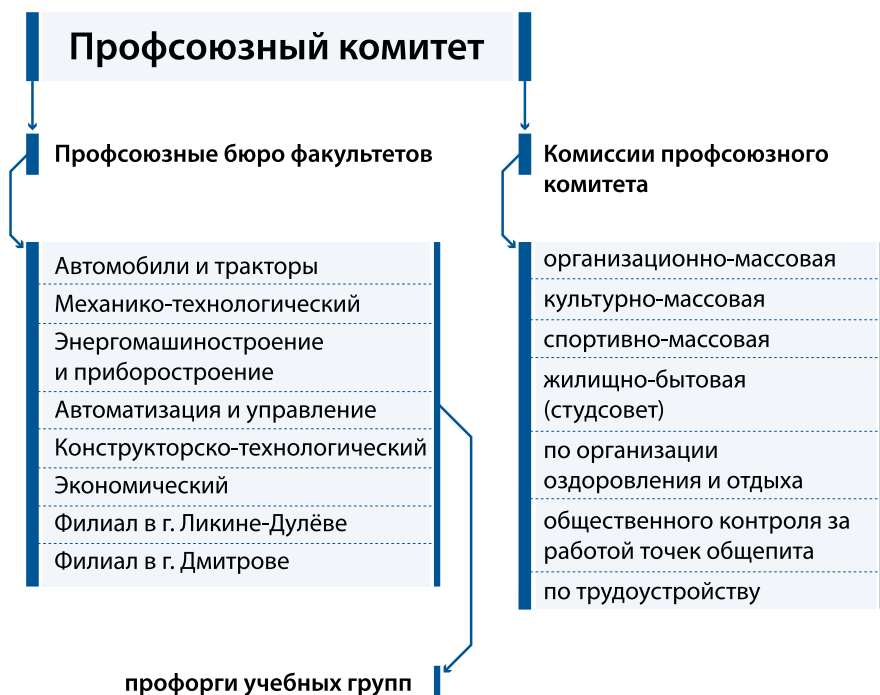 Профсоюзный комитет
Профсоюзные бюро факультетов
Автомобили и тракторы
Механико-технологический
Энергомашиностроение
и приборостроение
Автоматизация и управление
Конструкторско-технологический
Экономический
Филиал в г. Ликине-Дулёве
Филиал в г. Дмитрове
профорги учебных групп
Комиссии профсоюзного
комитета
организационно-массовая
культурно-массовая
спортивно-массовая
жилищно-бытовая
(студсовет)
по организации
оздоровления и отдыха
общественного контроля за
работой точек общепита
по трудоустройству